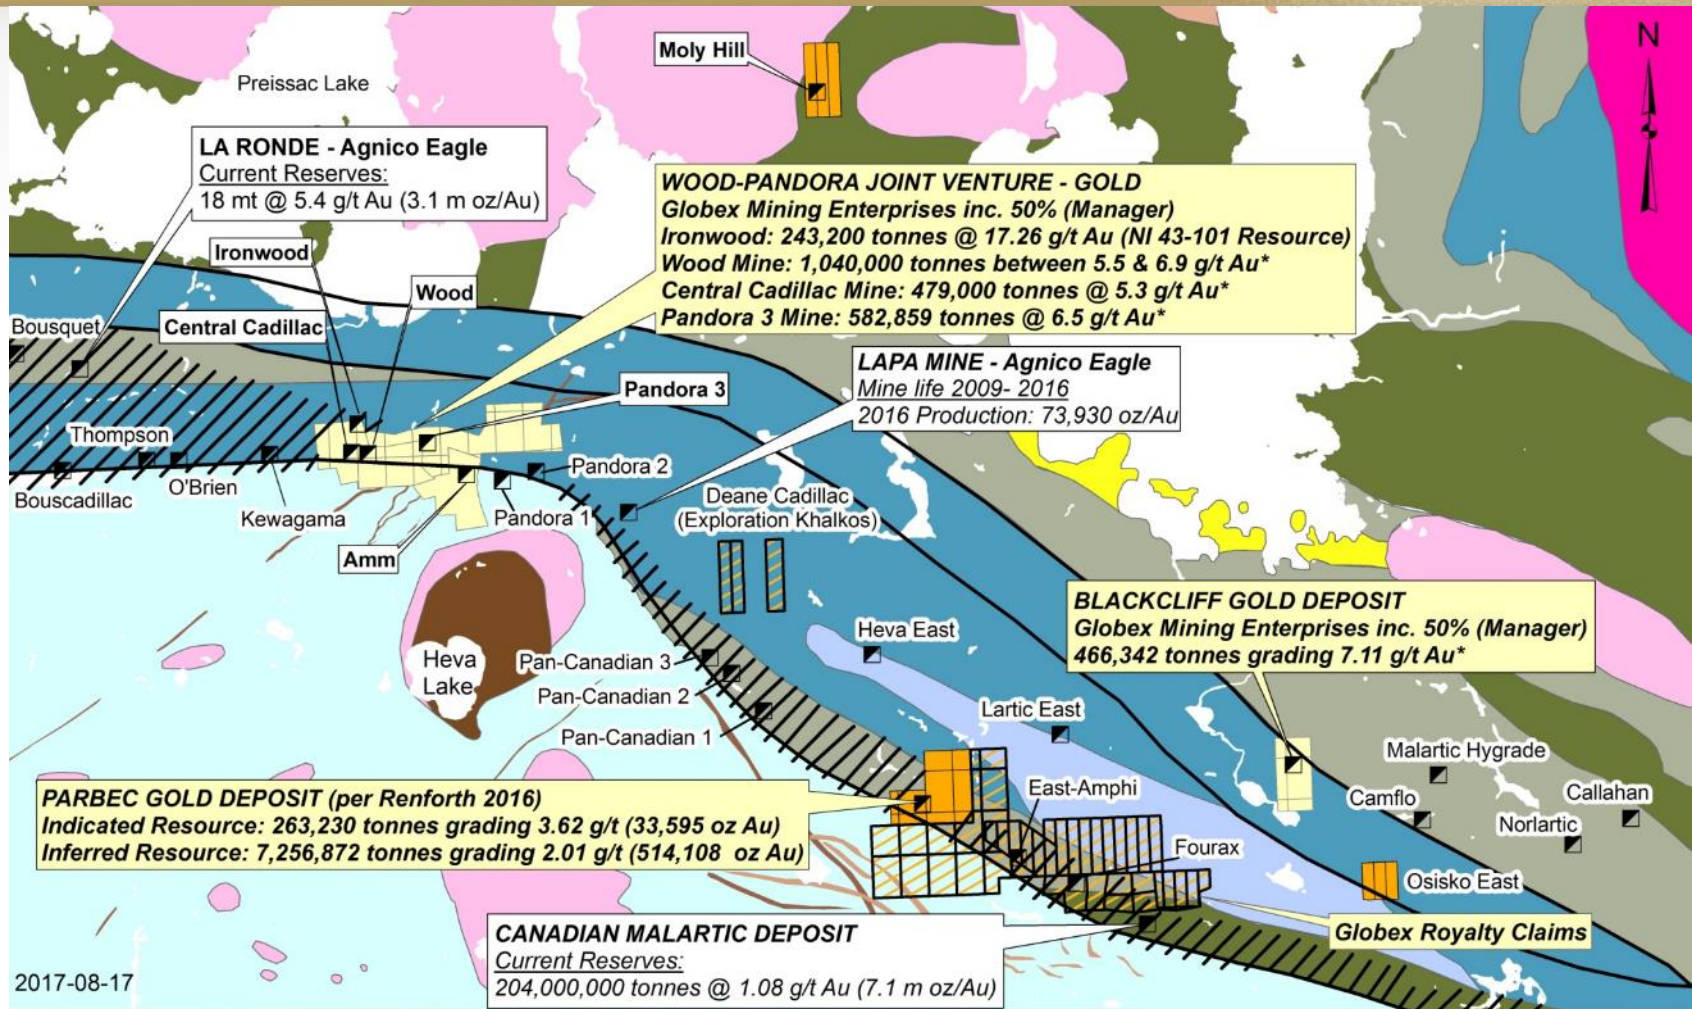 Moly Hill
N
Preissac Lake
LA RONDE - Agnico Eagle
Current Reserves:
18 mt @ 5.4 g/t Au (3.1 m oz/Au)
WOOD-PANDORA JOINT VENTURE - GOLD
Globex Mining Enterprises inc. 50% (Manager)
Ironwood: 243,200 tonnes @ 17.26 g/t Au (NI 43-101 Resource)
Wood Mine: 1,040,000 tonnes between 5.5 & 6.9 g/t Au*
Central Cadillac Mine: 479,000 tonnes @ 5.3 g/t Au*
Pandora 3 Mine: 582,859 tonnes @ 6.5 g/t Au*
Ironwood
Wood
Bousquet
Central Cadillac
LAPA MINE - Agnico Eagle
Mine life 2009- 2016
2016 Production: 73,930 oz/Au
Pandora 3
Thompson
Pandora 2
Bouscadillac
O'Brien
Kewagama
Pandora 1
Deane Cadillac
(Exploration Khalkos)
Amm
BLACKCLIFF GOLD DEPOSIT
Globex Mining Enterprises inc. 50% (Manager)
466,342 tonnes grading 7.11 g/t Au*
Heva East
Heva
Lake
Pan-Canadian 3
Pan-Canadian 2
Pan-Canadian 1
Lartic East
Malartic Hygrade
East-Amphi
Camflo
Callahan
Norlartic
PARBEC GOLD DEPOSIT (per Renforth 2016)
Indicated Resource: 263,230 tonnes grading 3.62 g/t (33,595 oz Au)
Inferred Resource: 7,256,872 tonnes grading 2.01 g/t (514,108 oz Au)
Fourax
Osisko East
Globex Royalty Claims
CANADIAN MALARTIC DEPOSIT
Current Reserves:
204,000,000 tonnes @ 1.08 g/t Au (7.1 m oz/Au)
2017-08-17